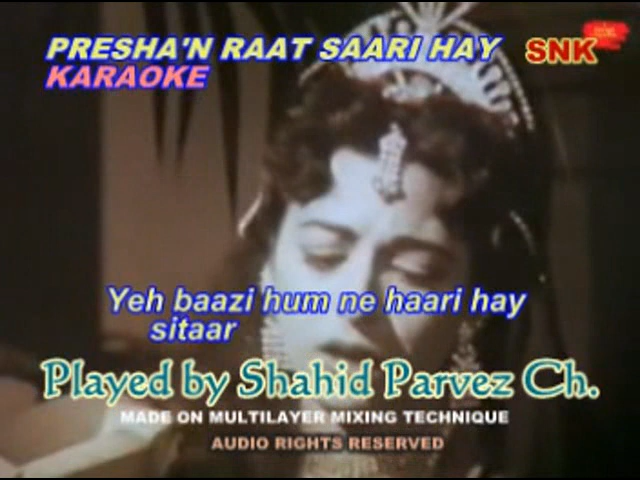 PRESHA'N RAAT SAARI HAY
SNK
KARAOKE
Yeh baazi hum ne haari hay
sitaar
Played by Shahid Parvez Ch.
MADE ON MULTILAYER MIXING TECHNIQUE
AUDIO RIGHTS RESERVED